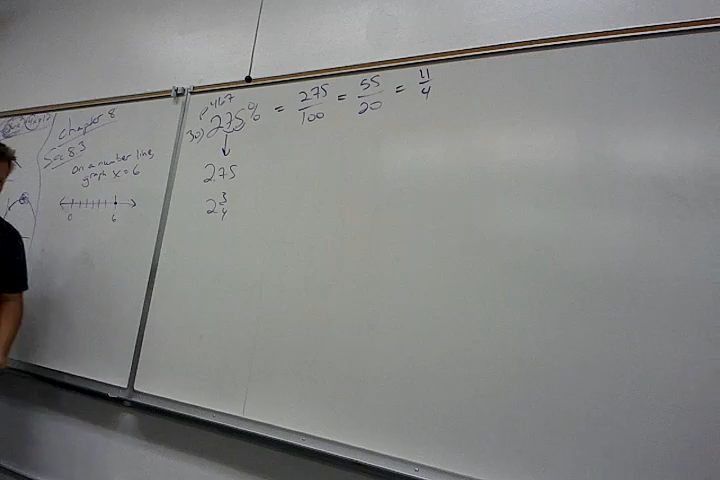 Chapter 8
Sec 8.3
on a number line,
graph x = 6
0 6
p 467
30) 275% = 275/100 = 55/20 = 11/4
2.75
2 3/4